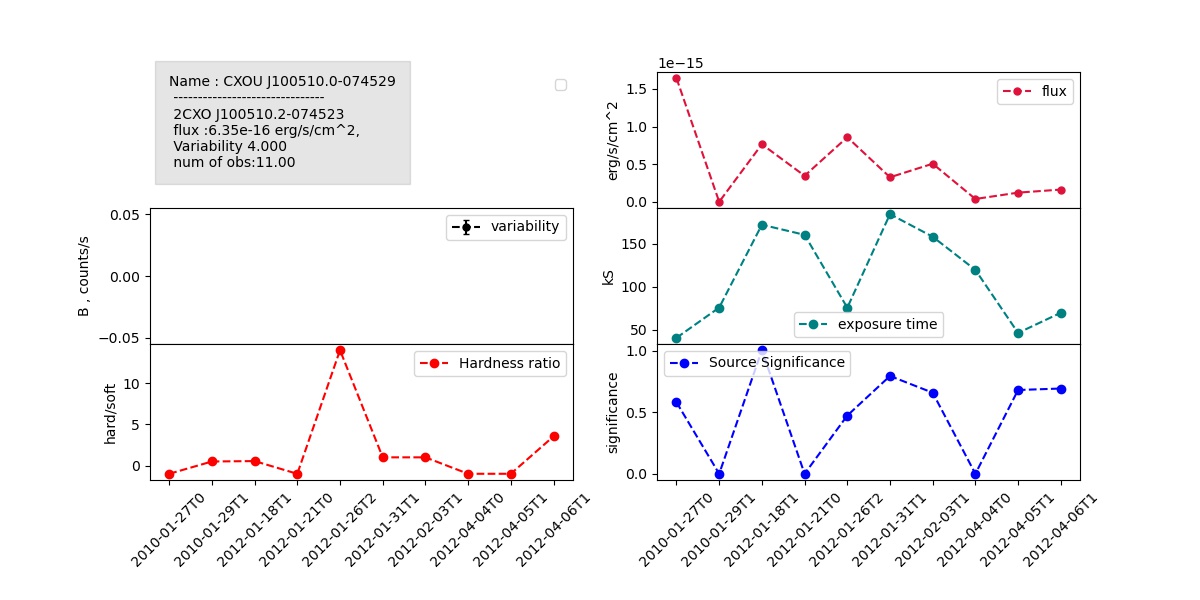 Name : CXOU J100510.0-074529
-------------------------------
2CXO J100510.2-074523
flux :6.35e-16 erg/s/cm^2,
Variability 4.000
num of obs:11.00
1e−15
1.5
1.0
0.5
0.0
erg/s/cm^2
flux
0.05
0.00
−0.05
B , counts/s
variability
150
100
50
kS
exposure time
10
5
0
hard/soft
Hardness ratio
2010-01-27T0
2010-01-29T1
2012-01-18T1
2012-01-21T0
2012-01-26T2
2012-01-31T1
2012-02-03T1
2012-04-04T0
2012-04-05T1
2012-04-06T1
1.0
0.5
0.0
significance
Source Significance
2010-01-27T0
2010-01-29T1
2012-01-18T1
2012-01-21T0
2012-01-26T2
2012-01-31T1
2012-02-03T1
2012-04-04T0
2012-04-05T1
2012-04-06T1